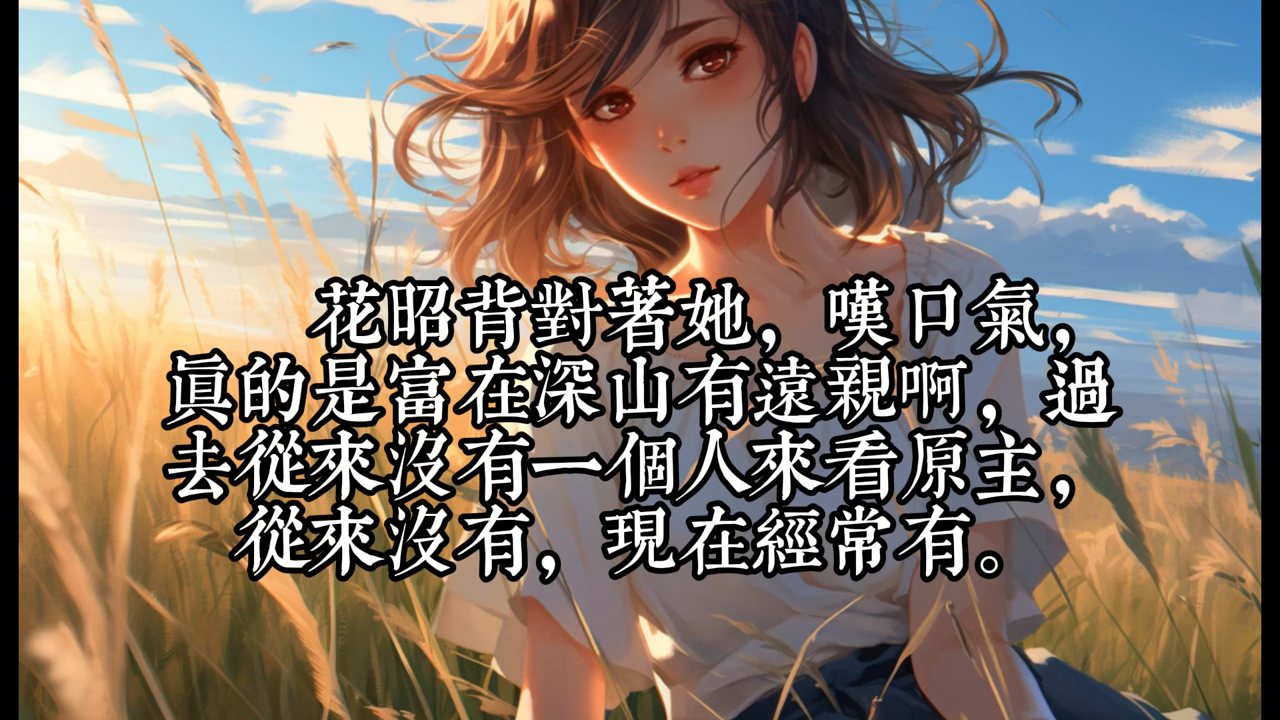 花昭背對著她，嘆口氣，
眞的是富在深山有遠親啊，過
去從來沒有一個人來看原主，
從來沒有，現在經常有。